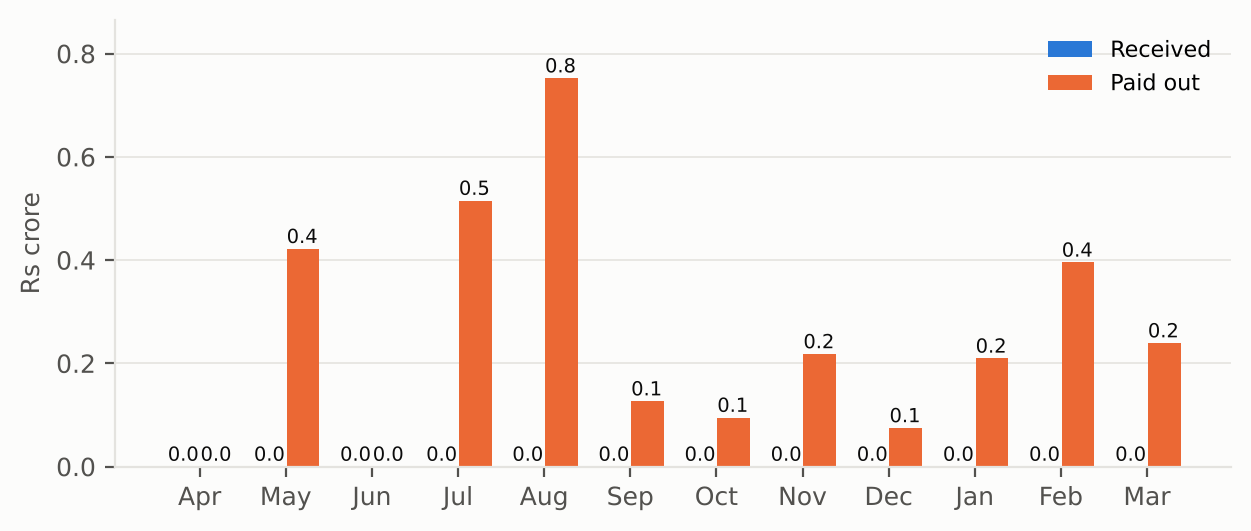 Received
Paid out
Rs crore
0.8
0.6
0.4
0.2
0.0
0.0 0.0 0.0 0.4 0.0 0.0 0.0 0.5 0.0 0.8 0.0 0.1 0.0 0.1 0.0 0.2 0.0 0.1 0.0 0.2 0.0 0.4 0.0 0.2
Apr May Jun Jul Aug Sep Oct Nov Dec Jan Feb Mar